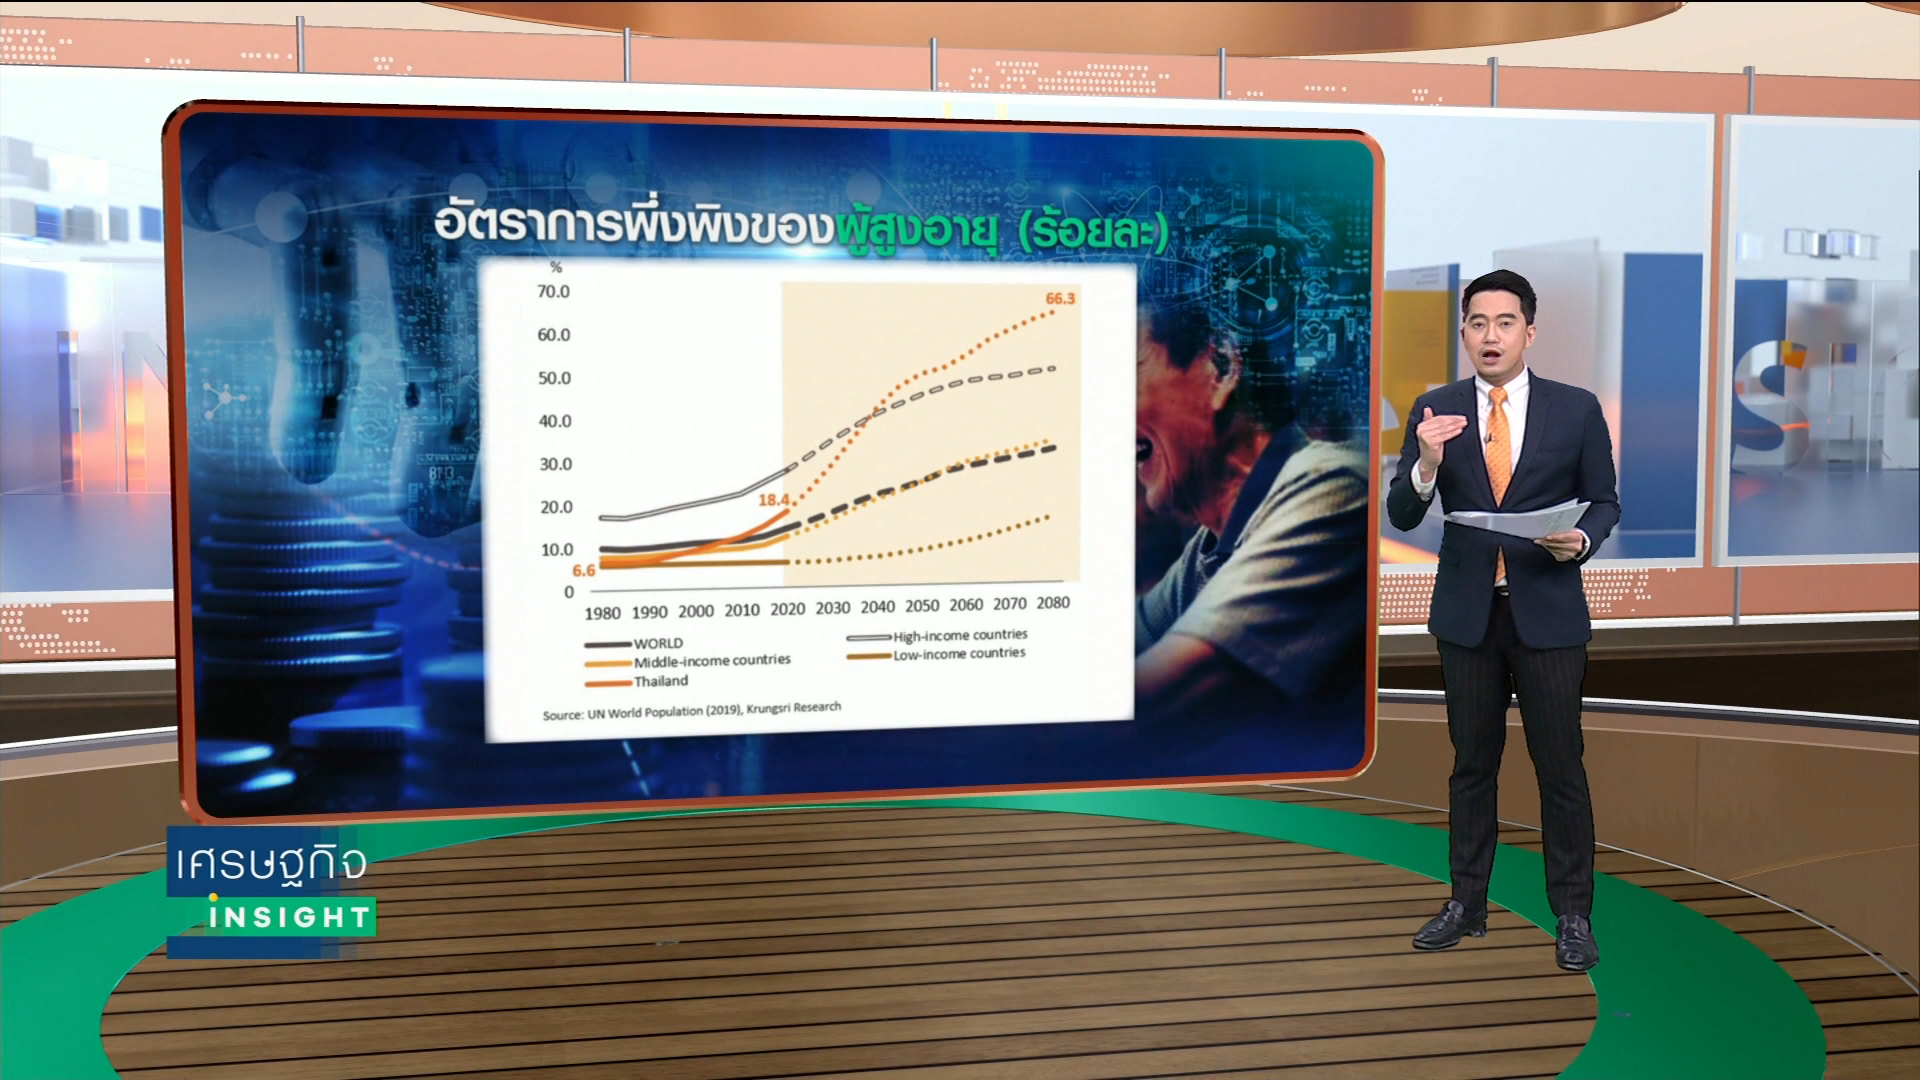 อัตราการพึ่งพิงของผู้สูงอายุ (ร้อยละ)
%
70.0
66.3
60.0
50.0
40.0
30.0
20.0
18.4
10.0
6.6
0
1980 1990 2000 2010 2020 2030 2040 2050 2060 2070 2080
WORLD
High-income countries
Middle-income countries
Low-income countries
Thailand
Source: UN World Population (2019), Krungsri Research
เศรษฐกิจ
INSIGHT